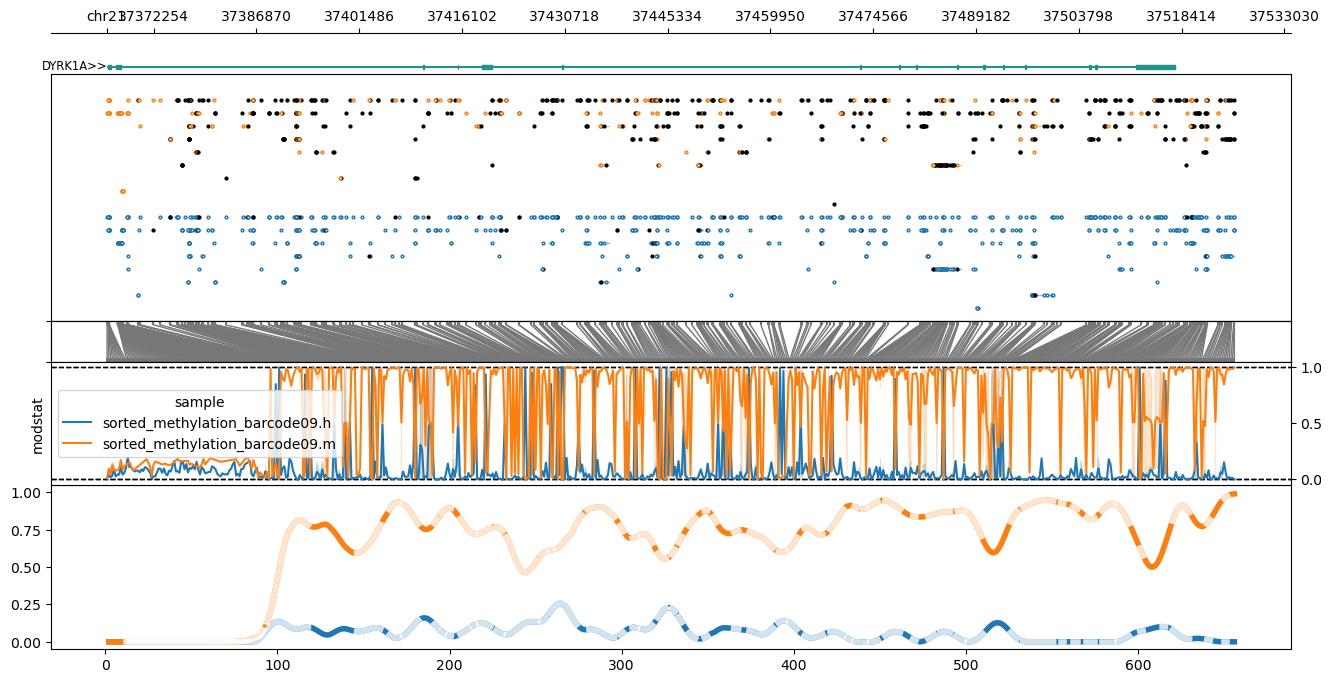 chr21 37372254 37386870 37401486 37416102 37430718 37445334 37459950 37474566 37489182 37503798 37518414 37533030
DYRK1A>>
modstat
sample
sorted_methylation_barcode09.h
sorted_methylation_barcode09.m
1.0
0.5
0.0
1.00
0.75
0.50
0.25
0.00
0 100 200 300 400 500 600